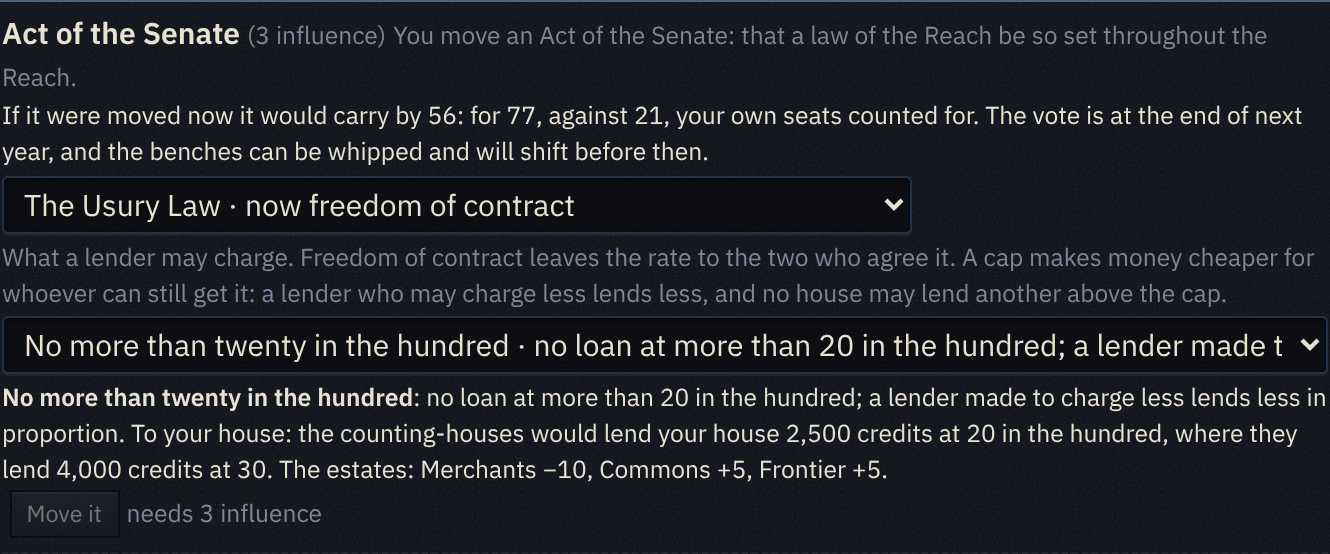 Act of the Senate (3 influence) You move an Act of the Senate: that a law of the Reach be so set throughout the
Reach.
If it were moved now it would carry by 56: for 77, against 21, your own seats counted for. The vote is at the end of next
year, and the benches can be whipped and will shift before then.
The Usury Law · now freedom of contract
What a lender may charge. Freedom of contract leaves the rate to the two who agree it. A cap makes money cheaper for
whoever can still get it: a lender who may charge less lends less, and no house may lend another above the cap.
No more than twenty in the hundred · no loan at more than 20 in the hundred; a lender made t
No more than twenty in the hundred: no loan at more than 20 in the hundred; a lender made to charge less lends less in
proportion. To your house: the counting-houses would lend your house 2,500 credits at 20 in the hundred, where they
lend 4,000 credits at 30. The estates: Merchants −10, Commons +5, Frontier +5.
Move it needs 3 influence